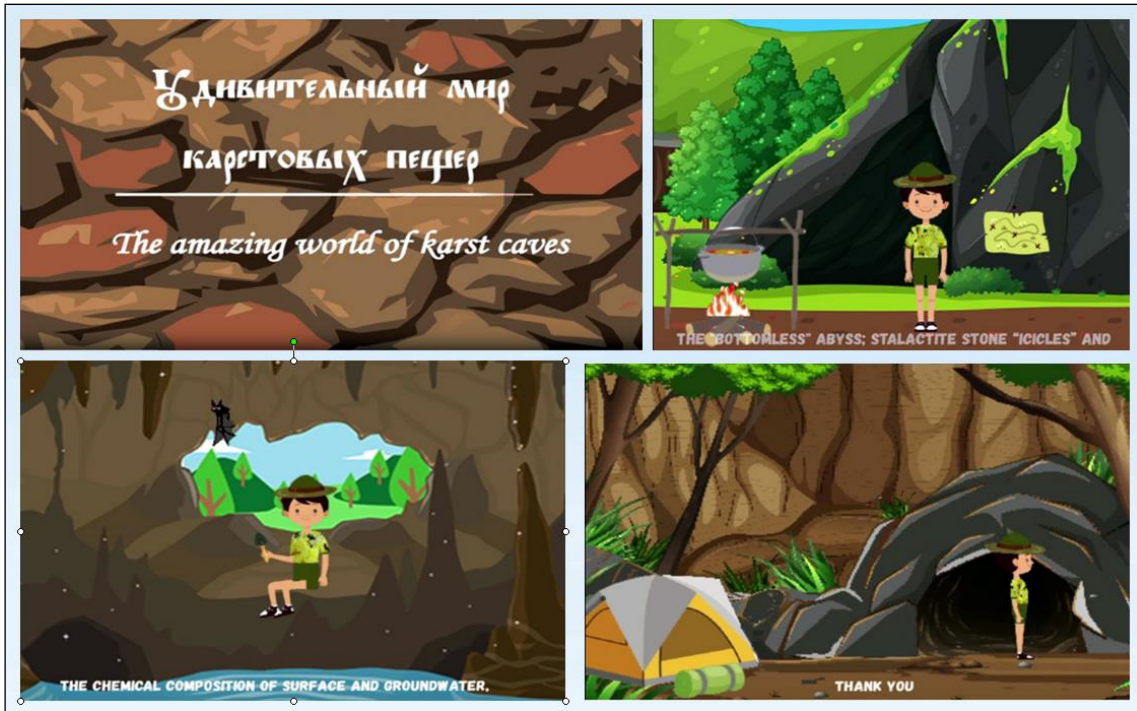 Удивительный мир
карстовых пещер
The amazing world of karst caves
THE "BOTTOMLESS" ABYSS; STALACTITE STONE "ICICLES" AND
THE CHEMICAL COMPOSITION OF SURFACE AND GROUNDWATER,
THANK YOU